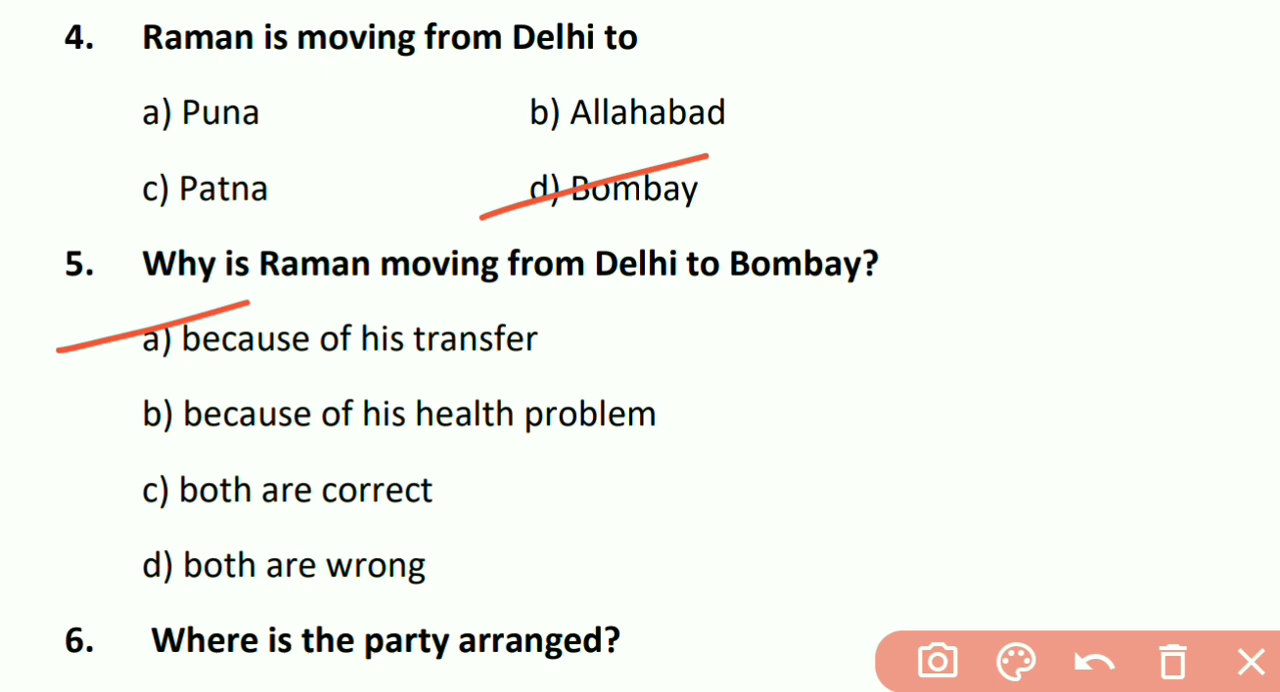 4. Raman is moving from Delhi to
a) Puna b) Allahabad
c) Patna d) Bombay
5. Why is Raman moving from Delhi to Bombay?
a) because of his transfer
b) because of his health problem
c) both are correct
d) both are wrong
6. Where is the party arranged?